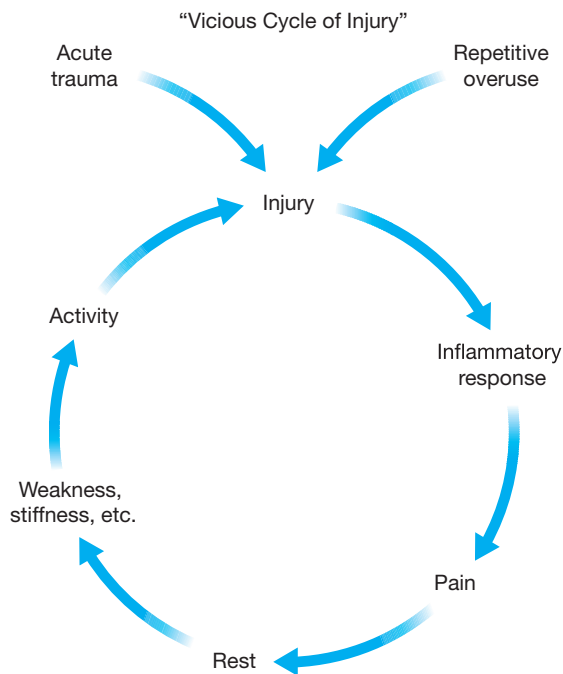 “Vicious Cycle of Injury”
Acute
trauma
Repetitive
overuse
Injury
Inflammatory
response
Pain
Rest
Weakness,
stiffness, etc.
Activity